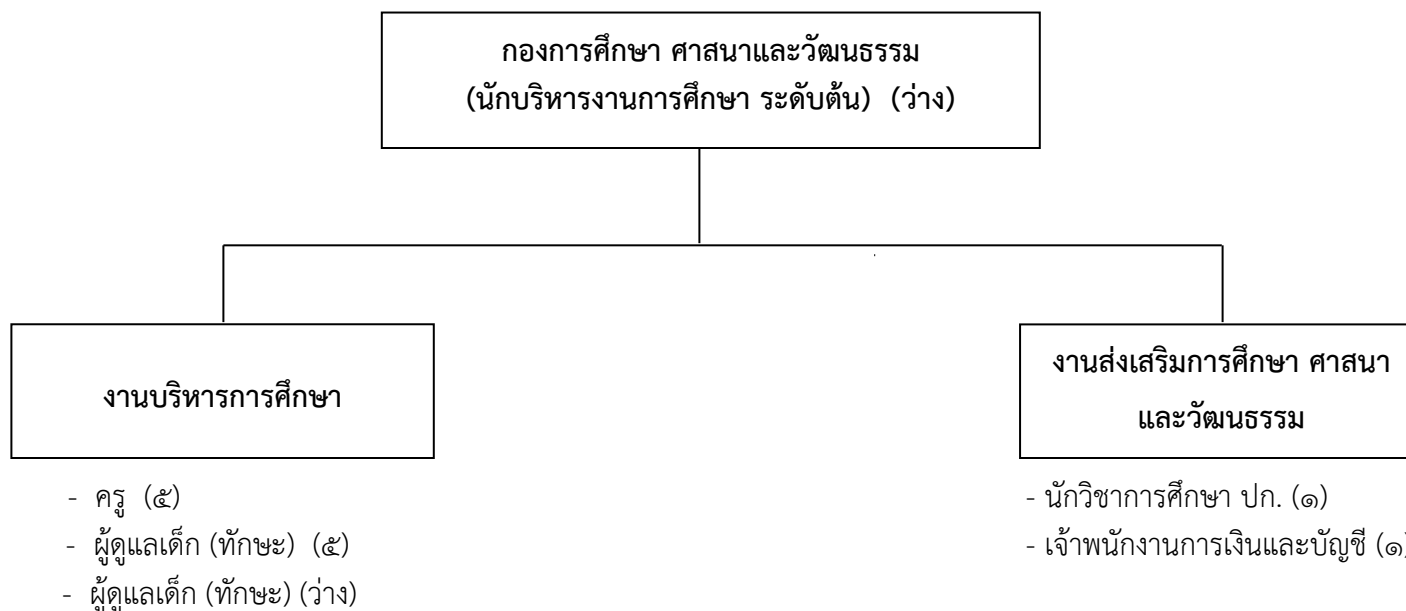 กองการศึกษา ศาสนาและวัฒนธรรม
(นักบริหารงานการศึกษา ระดับต้น) (ว่าง)
งานบริหารการศึกษา
- ครู (๕)
- ผู้ดูแลเด็ก (ทักษะ) (๕)
- ผู้ดูแลเด็ก (ทักษะ) (ว่าง)
งานส่งเสริมการศึกษา ศาสนา
และวัฒนธรรม
- นักวิชาการศึกษา ปก. (๑)
- เจ้าพนักงานการเงินและบัญชี (๑)